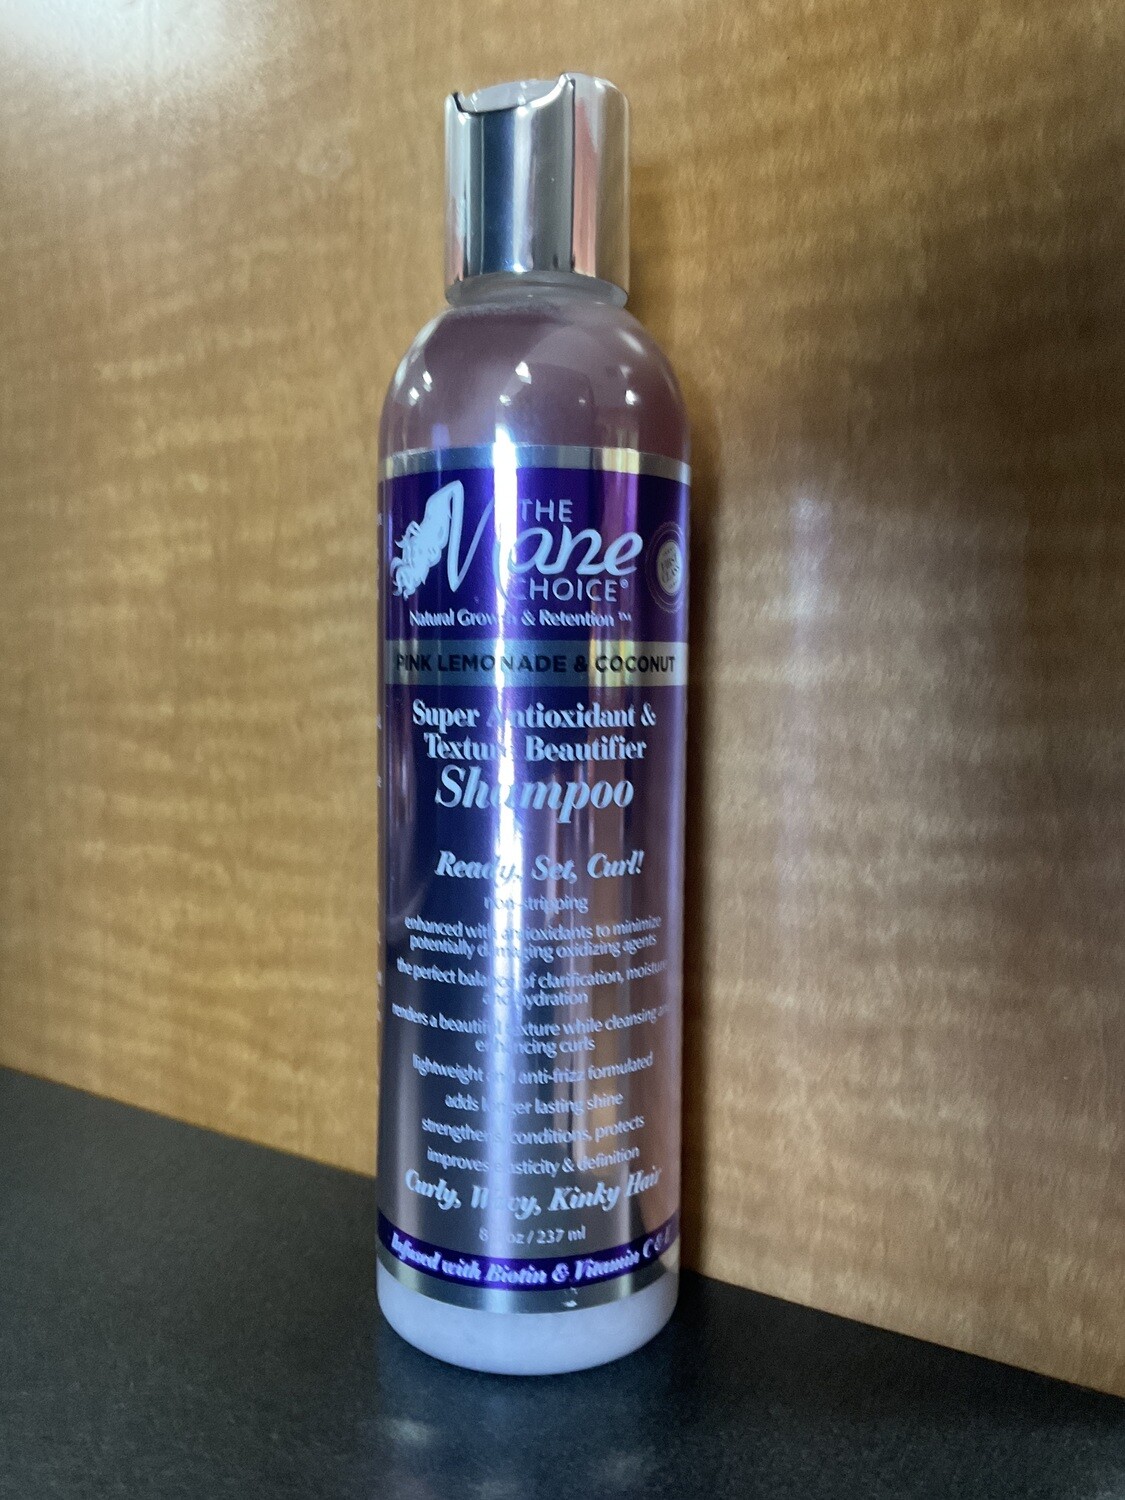 THE
Mane
CHOICE®
Natural Growth & Retention ™
PINK LEMONADE & COCONUT
Super Antioxidant &
Texture Beautifier
Shampoo
Ready, Set, Curl!
non-stripping
enhanced with antioxidants to minimize
potentially damaging oxidizing agents
the perfect balance of clarification, moisture
and hydration
renders a beautiful texture while cleansing
enhancing curls
lightweight and anti-frizz formulated
adds longer lasting shine
strengthens, conditions, protects
improves elasticity & definition
Curly, Wavy, Kinky Hair
8 oz / 237 ml
Infused with Biotin & Vitamin C &